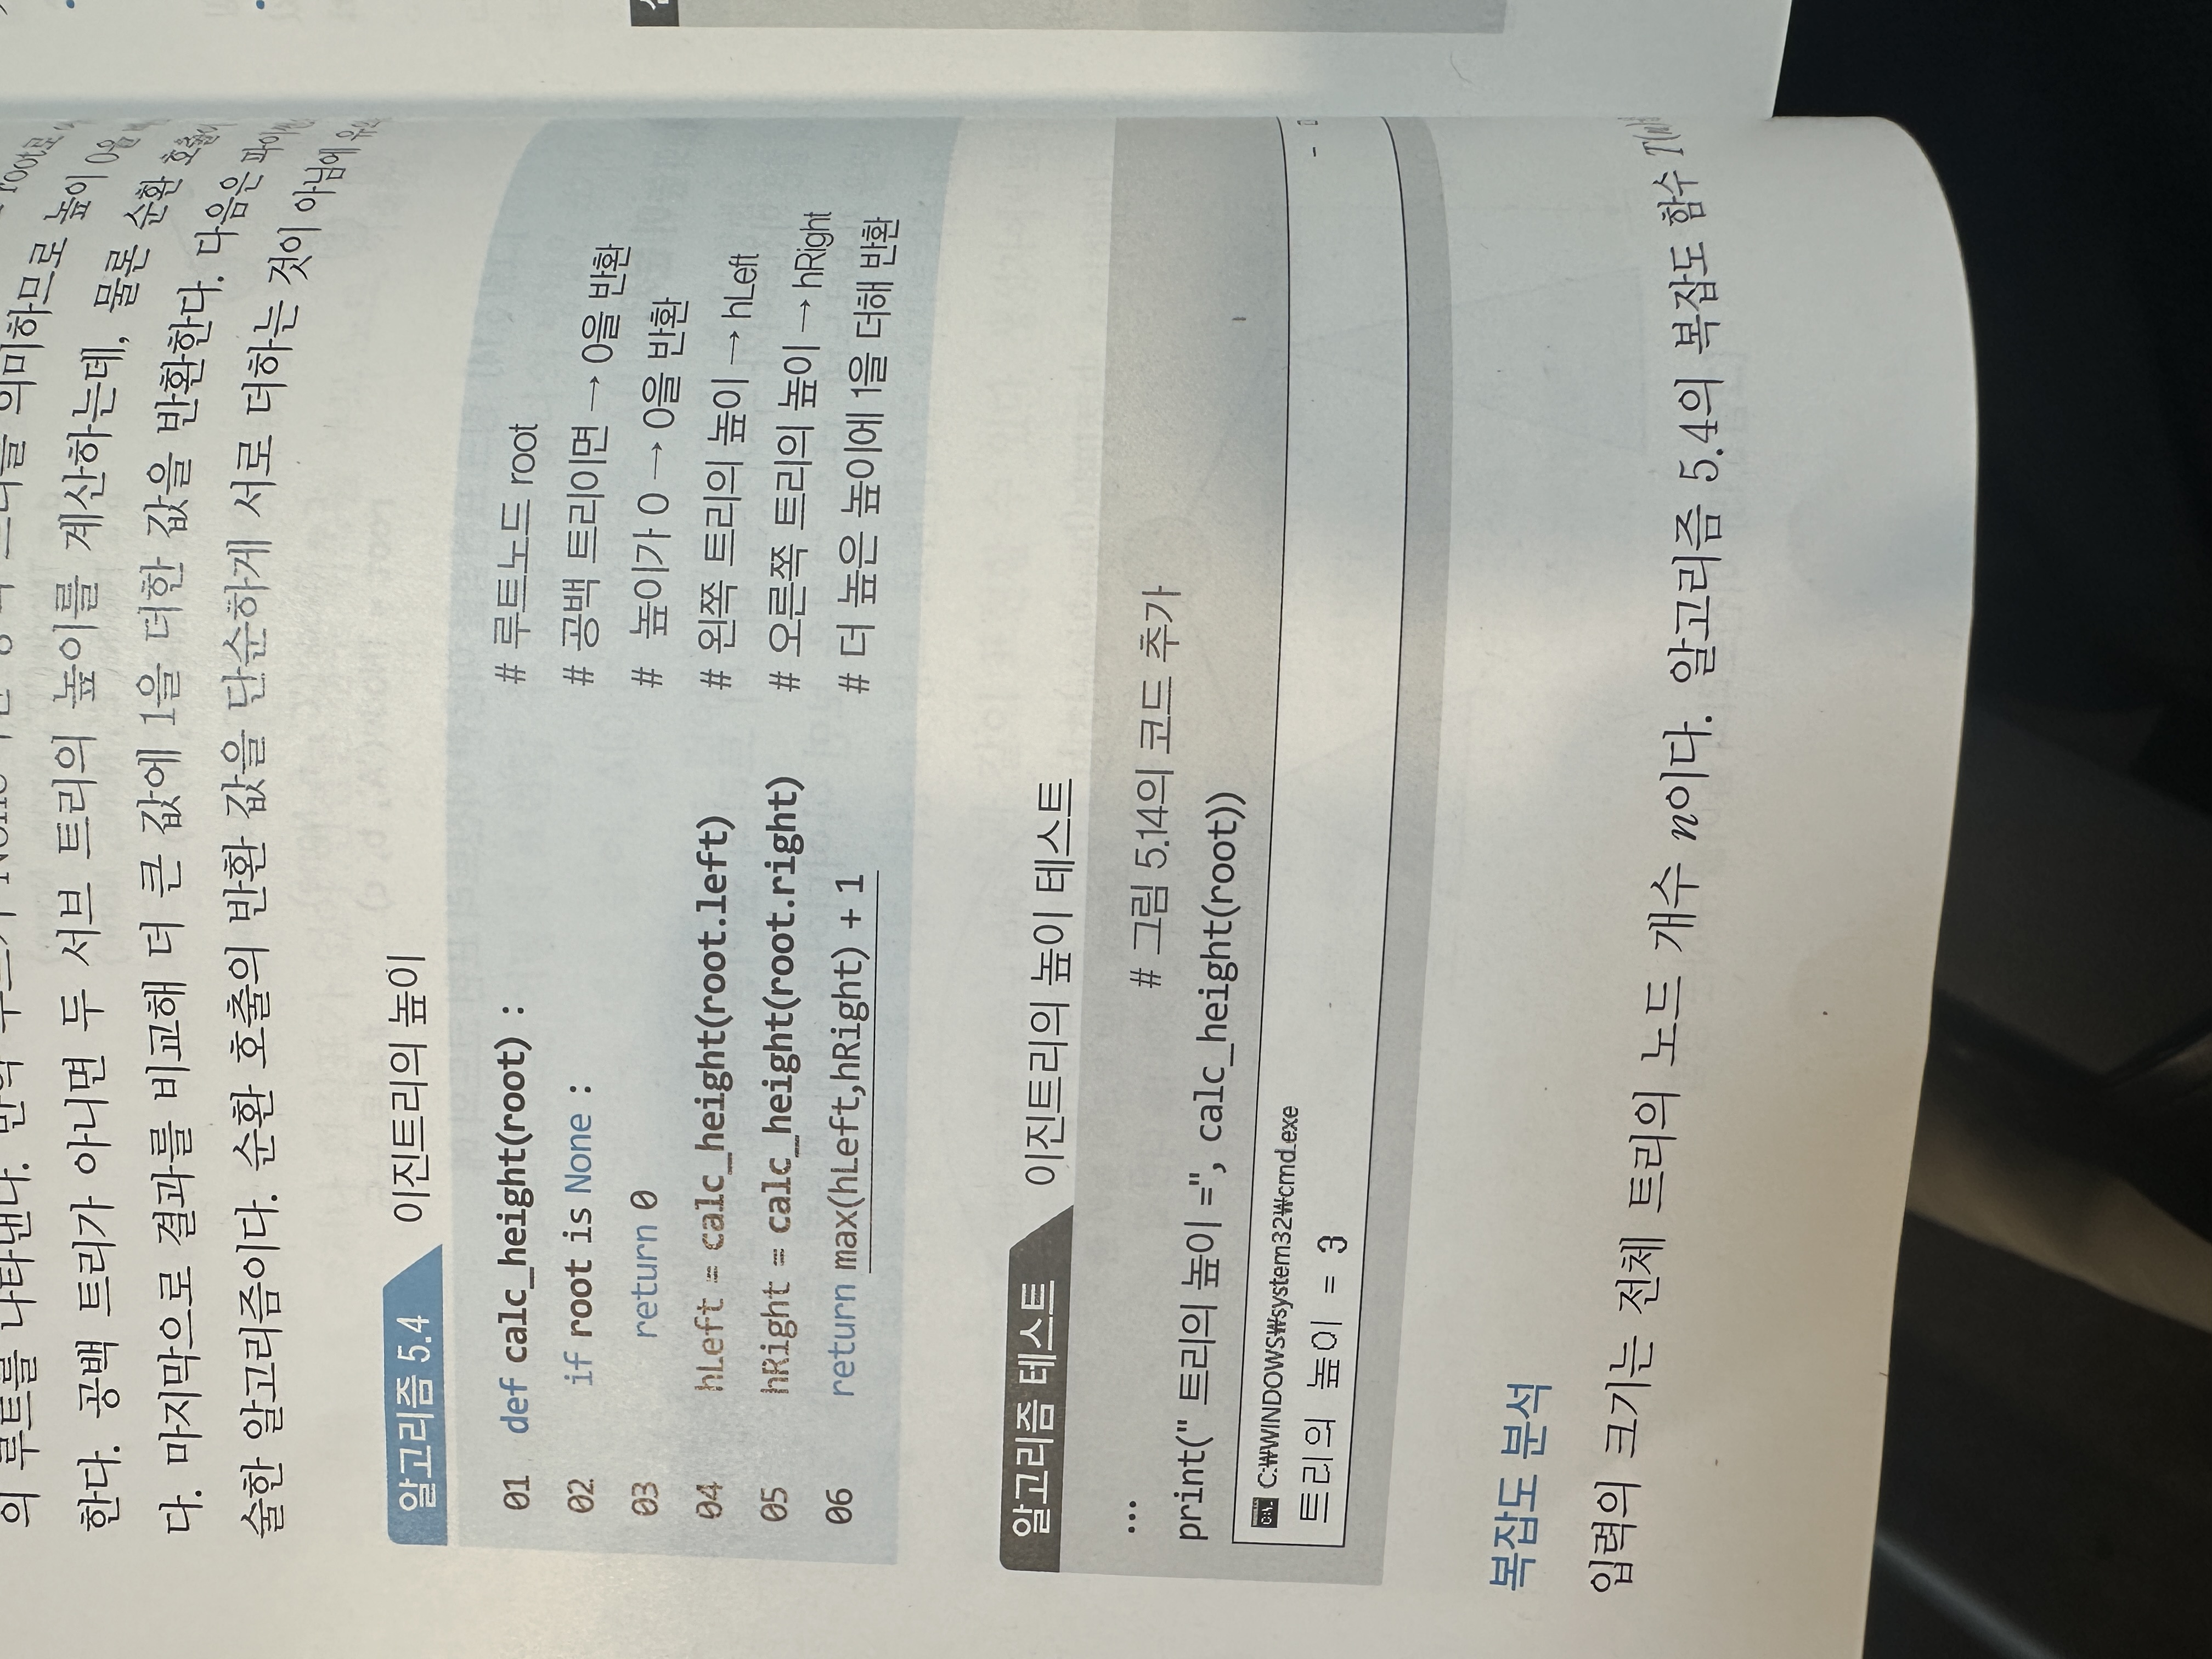 의 루트를 나타낸다. 만약 루트가 None 의미하므로 높이 0을
root로
한다. 공백 트리가 아니면 두 서브 트리의 높이를 계산하는데, 물론 순환 호출이
다. 마지막으로 결과를 비교해 더 큰 값에 1을 더한 값을 반환한다. 다음은 파이썬
술한 알고리즘이다. 순환 호출의 반환 값을 단순하게 서로 더하는 것이 아님에
알고리즘 5.4 이진트리의 높이
01 def calc_height(root) : # 루트노드 root
02 if root is None : # 공백 트리이면 → 0을 반환
03 return 0 # 높이가 0 → 0을 반환
04 hLeft = calc_height(root.left) # 왼쪽 트리의 높이 → hLeft
05 hRight = calc_height(root.right) # 오른쪽 트리의 높이 → hRight
06 return max(hLeft,hRight) + 1 # 더 높은 높이에 1을 더해 반환
알고리즘 테스트 이진트리의 높이 테스트
... # 그림 5.14의 코드 추가
print(" 트리의 높이 =", calc_height(root))
C:₩WINDOWS₩system32₩cmd.exe
트리의 높이 = 3
복잡도 분석
입력의 크기는 전체 트리의 노드 개수 n이다. 알고리즘 5.4의 복잡도 함수 T(n)